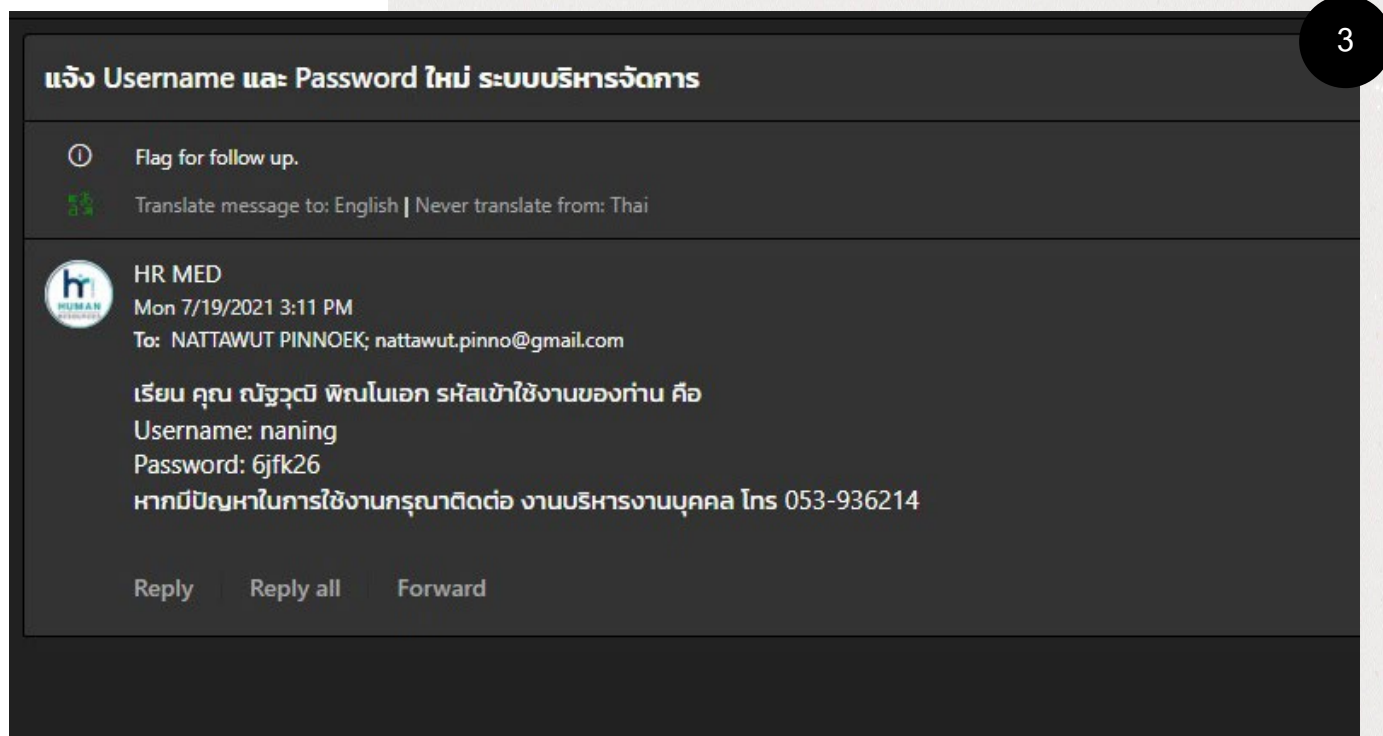 3
แจ้ง Username และ Password ใหม่ ระบบบริหารจัดการ
Flag for follow up.
Translate message to: English | Never translate from: Thai
HR MED
Mon 7/19/2021 3:11 PM
To: NATTAWUT PINNOEK; nattawut.pinno@gmail.com
เรียน คุณ ณัฐวุฒิ พิณโนเอก รหัสเข้าใช้งานของท่าน คือ
Username: naning
Password: 6jfk26
หากมีปัญหาในการใช้งานกรุณาติดต่อ งานบริหารงานบุคคล โทร 053-936214
Reply Reply all Forward
hr
HUMAN
RESOURCES